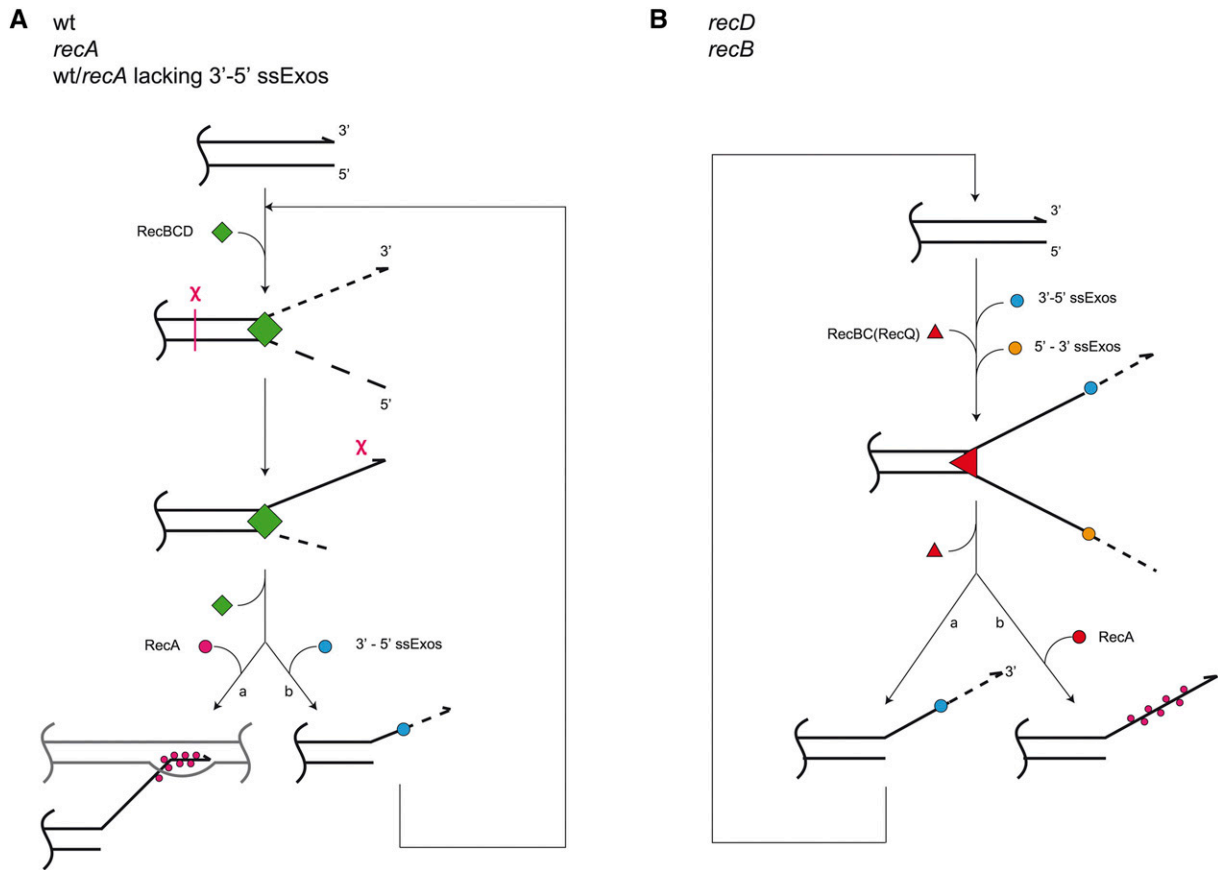 A
wt
recA
wt/recA lacking 3'-5' ssExos
3'
5'
RecBCD
3'
χ
5'
χ
RecA
3' - 5' ssExos
a
b
B
recD
recB
3'
5'
3'-5' ssExos
RecBC(RecQ)
5' - 3' ssExos
a
b
RecA
3'